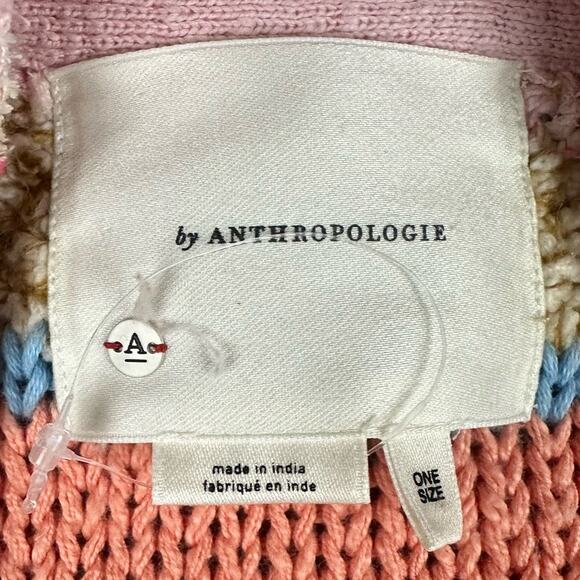 by ANTHROPOLOGIE
A
made in india
fabriqué en inde
ONE
SIZE